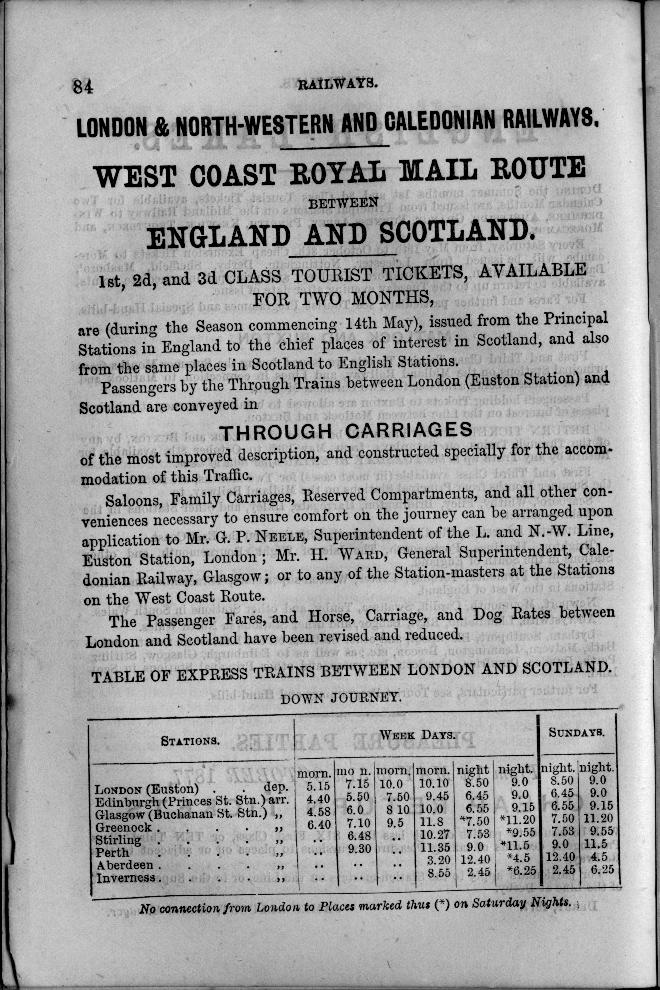 84 RAILWAYS.
LONDON & NORTH-WESTERN AND CALEDONIAN RAILWAYS.
WEST COAST ROYAL MAIL ROUTE
BETWEEN
ENGLAND AND SCOTLAND.
1st, 2d, and 3d CLASS TOURIST TICKETS, AVAILABLE
FOR TWO MONTHS,
are (during the Season commencing 14th May), issued from the Principal
Stations in England to the chief places of interest in Scotland, and also
from the same places in Scotland to English Stations.
Passengers by the Through Trains between London (Euston Station) and
Scotland are conveyed in
THROUGH CARRIAGES
of the most improved description, and constructed specially for the accom-
modation of this Traffic.
Saloons, Family Carriages, Reserved Compartments, and all other con-
veniences necessary to ensure comfort on the journey can be arranged upon
application to Mr. G. P. NEELE, Superintendent of the L. and N.-W. Line,
Euston Station, London; Mr. H. WARD, General Superintendent, Cale-
donian Railway, Glasgow; or to any of the Station-masters at the Stations
on the West Coast Route.
The Passenger Fares, and Horse, Carriage, and Dog Rates between
London and Scotland have been revised and reduced.
TABLE OF EXPRESS TRAINS BETWEEN LONDON AND SCOTLAND.
DOWN JOURNEY.
STATIONS. WEEK DAYS. SUNDAYS.
morn. mo n. morn. morn. night night. night. night.
LONDON (Euston) . . dep. 5.15 7.15 10.0 10.10 8.50 9.0 8.50 9.0
Edinburgh (Princes St. Stn.) arr. 4.40 5.50 7.50 9.45 6.45 9.0 6.45 9.0
Glasgow (Buchanan St. Stn.) ,, 4.58 6.0 8 10 10.0 6.55 9.15 6.55 9.15
Greenock . . . . ,, 6.40 7.10 9.5 11.8 *7.50 *11.20 7.50 11.20
Stirling . . . . ,, .. 6.48 .. 10.27 7.53 *9.55 7.53 9.55
Perth . . . . ,, .. 9.30 .. 11.35 9.0 *11.5 9.0 11.5
Aberdeen . . . . ,, .. .. .. 3.20 12.40 *4.5 12.40 4.5
Inverness . . . . ,, .. .. .. 8.55 2.45 *6.25 2.45 6.25
No connection from London to Places marked thus (*) on Saturday Nights.